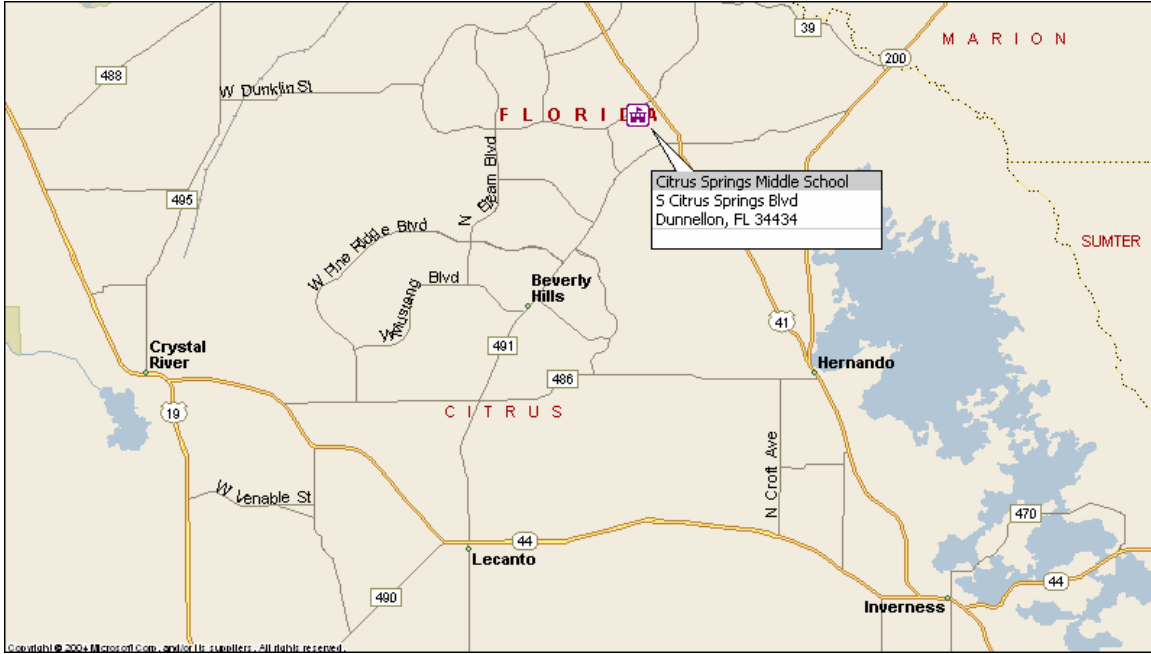 39
MARION
200
488
W Dunklin St
FLORIDA
Citrus Springs Middle School
S Citrus Springs Blvd
Dunnellon, FL 34434
N Elkcam Blvd
495
SUMTER
W Pine Ridge Blvd
W Mustang Blvd
Beverly
Hills
41
491
Crystal
River
Hernando
486
19
CITRUS
N Croft Ave
W Venable St
470
44
Lecanto
44
490
Inverness
Copyright © 2004 Microsoft Corp. and/or its suppliers. All rights reserved.